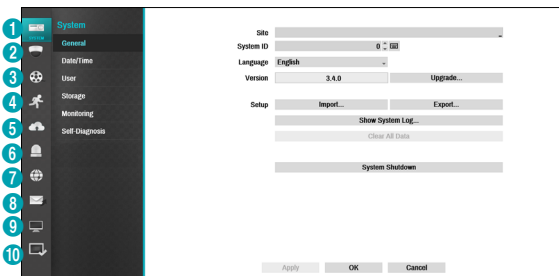 1
SYSTEM
2
3
4
5
6
7
8
9
10
System
General
Date/Time
User
Storage
Monitoring
Self-Diagnosis
Site
System ID 0
Language English
Version 3.4.0 Upgrade...
Setup Import... Export...
Show System Log...
Clear All Data
System Shutdown
Apply OK Cancel